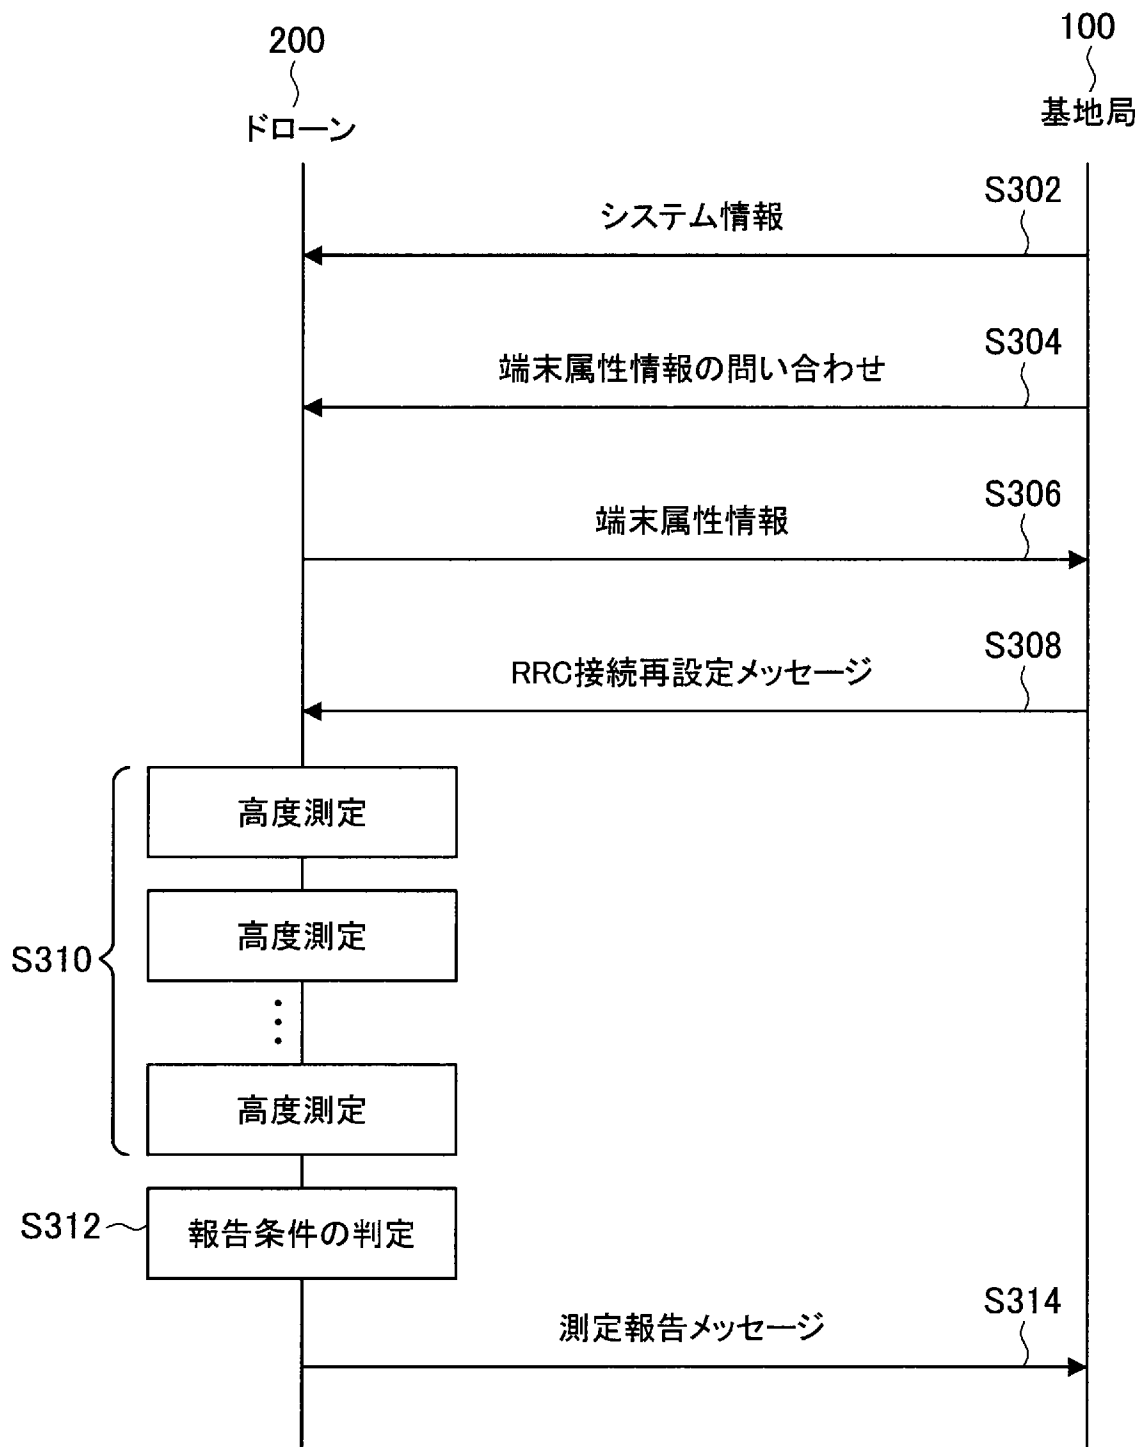 200
100
ドローン
基地局
S302
システム情報
S304
端末属性情報の問い合わせ
S306
端末属性情報
S308
RRC接続再設定メッセージ
高度測定
高度測定
S310
高度測定
S312
報告条件の判定
S314
測定報告メッセージ